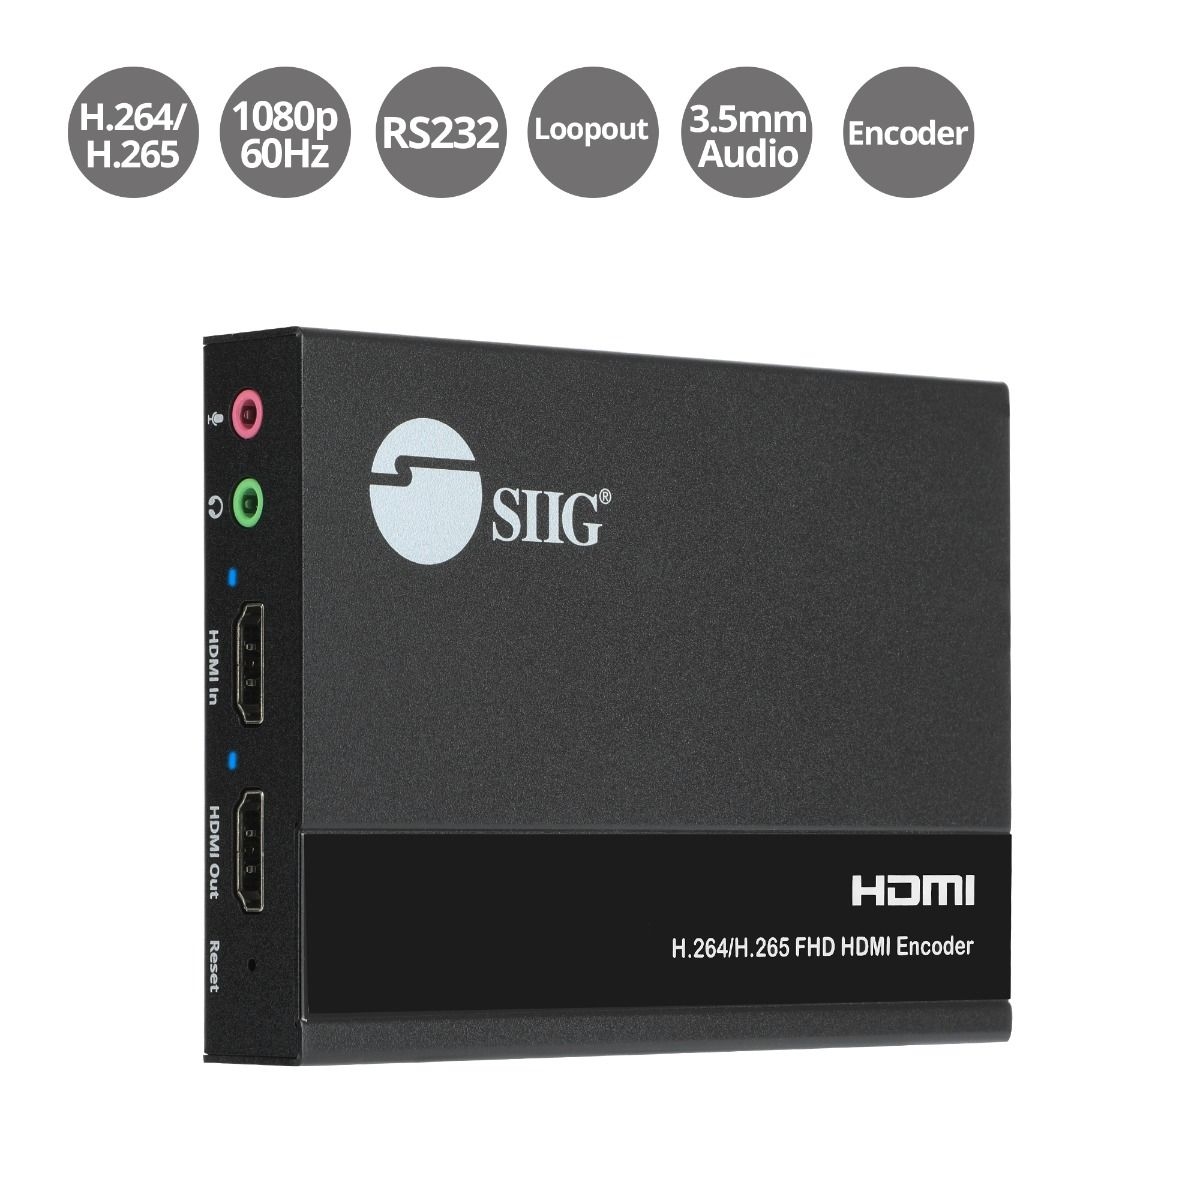 H.264/
H.265
1080p
60Hz
RS232
Loopout
3.5mm
Audio
Encoder
SIIG®
HDMI In
HDMI Out
Reset
HDMI
H.264/H.265 FHD HDMI Encoder